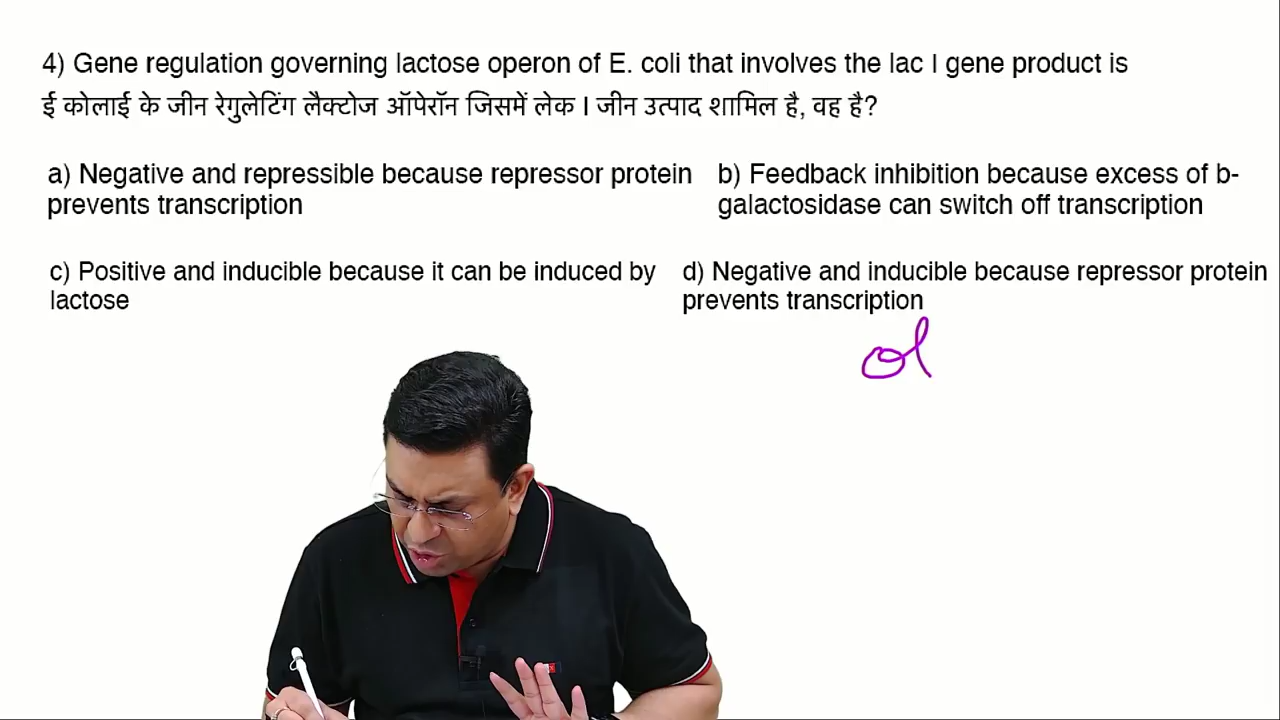 4) Gene regulation governing lactose operon of E. coli that involves the lac I gene product is
ई कोलाई के जीन रेगुलेटिंग लैक्टोज ऑपेरॉन जिसमें लेक I जीन उत्पाद शामिल है, वह है?
a) Negative and repressible because repressor protein
prevents transcription
b) Feedback inhibition because excess of b-
galactosidase can switch off transcription
c) Positive and inducible because it can be induced by
lactose
d) Negative and inducible because repressor protein
prevents transcription
d